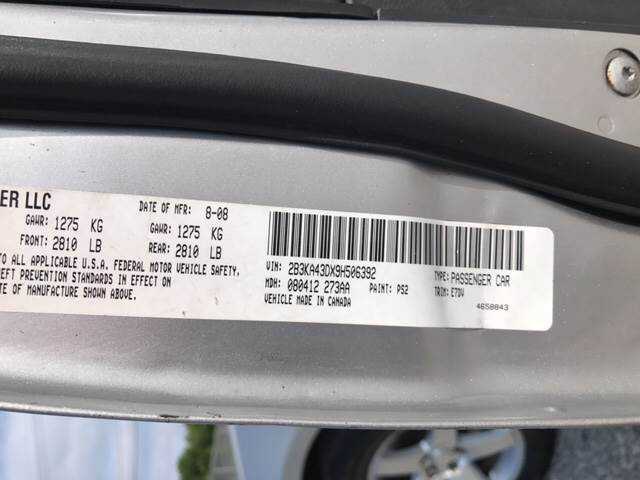 ER LLC
DATE OF MFR: 8-08
GAWR: 1275 KG
GAWR: 1275 KG
FRONT: 2810 LB
REAR: 2810 LB
TO ALL APPLICABLE U.S.A. FEDERAL MOTOR VEHICLE SAFETY,
EFT PREVENTION STANDARDS IN EFFECT ON
ATE OF MANUFACTURE SHOWN ABOVE.
VIN: 2B3KA43DX9H506392
TYPE: PASSENGER CAR
MDH: 080412 273AA PAINT: PS2 TRIM: E7DV
VEHICLE MADE IN CANADA
4658843